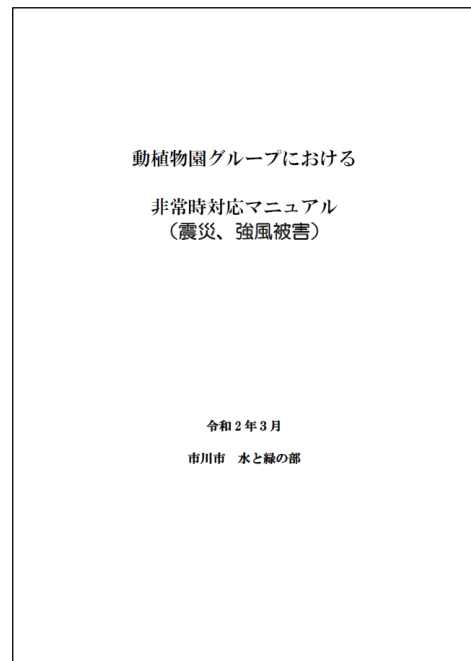 動植物園グループにおける
非常時対応マニュアル
（震災、強風被害）
令和２年３月
市川市　水と緑の部